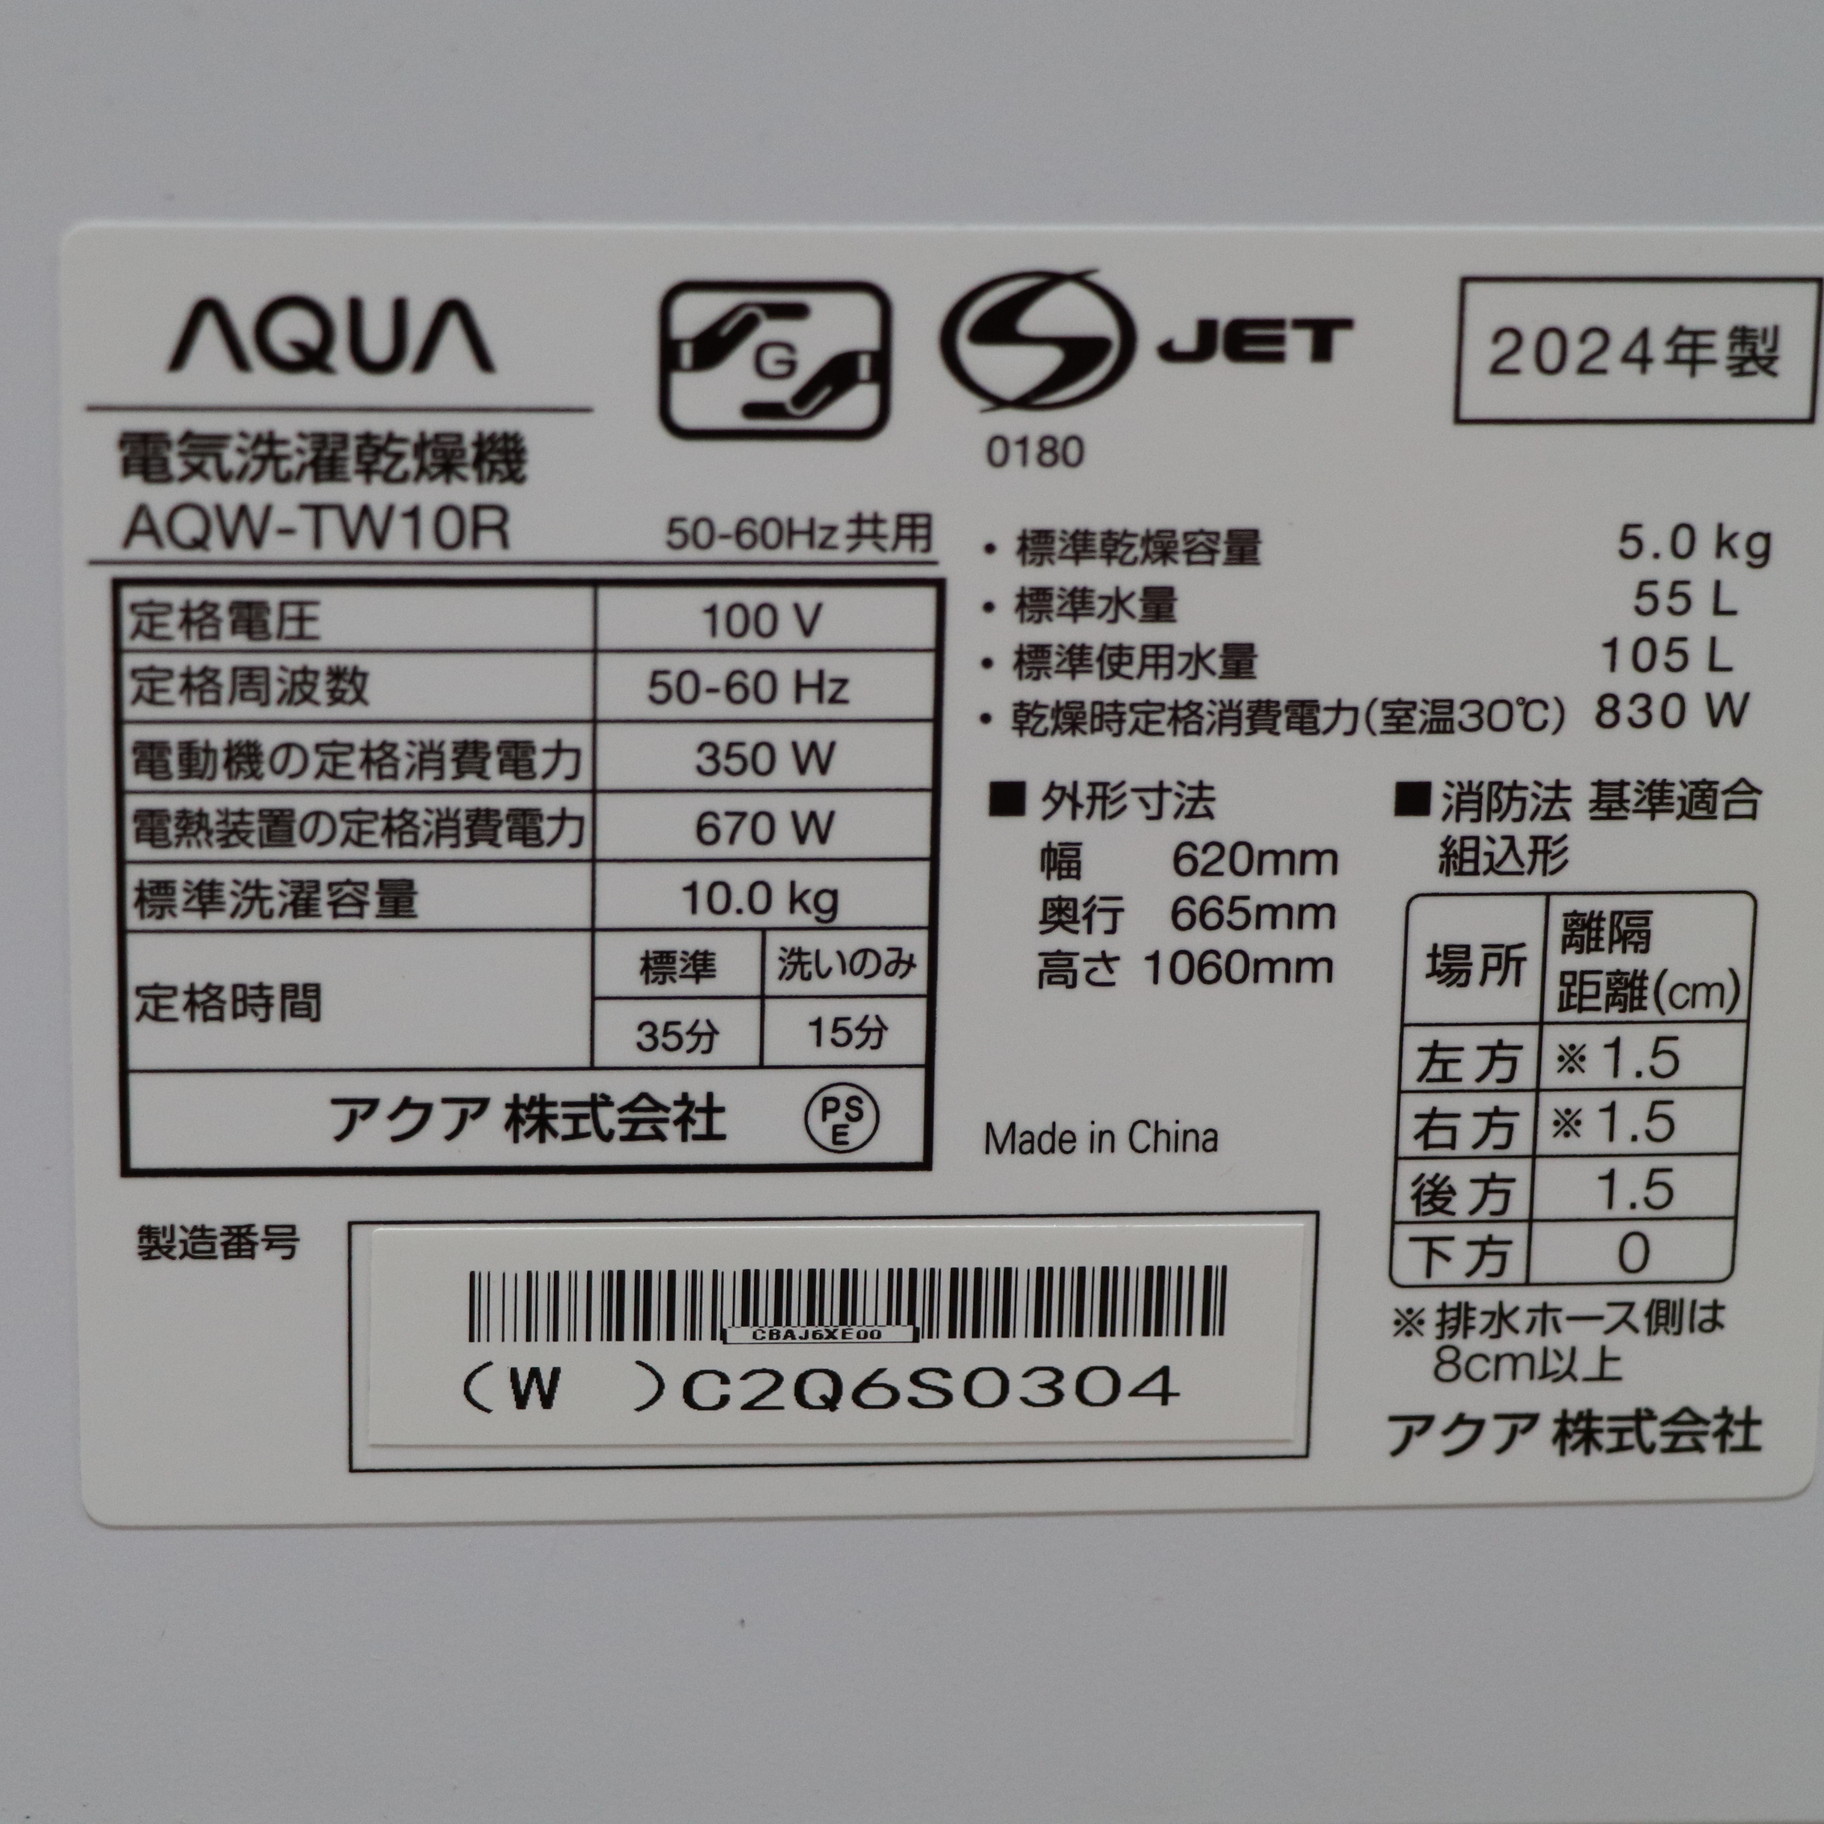 AQUA
G
JET
0180
2024年製
電気洗濯乾燥機
AQW-TW10R
50-60Hz共用
定格電圧 100 V
定格周波数 50-60 Hz
電動機の定格消費電力 350 W
電熱装置の定格消費電力 670 W
標準洗濯容量 10.0 kg
定格時間 標準 洗いのみ
35分 15分
アクア 株式会社 PSE
・標準乾燥容量 5.0 kg
・標準水量 55 L
・標準使用水量 105 L
・乾燥時定格消費電力(室温30℃) 830 W
■ 外形寸法
幅 620mm
奥行 665mm
高さ 1060mm
Made in China
■ 消防法 基準適合
組込形
場所 離隔
距離(cm)
左方 ※1.5
右方 ※1.5
後方 1.5
下方 0
※排水ホース側は
8cm以上
アクア 株式会社
製造番号
CBAJ6XE00
(W )C2Q6S0304